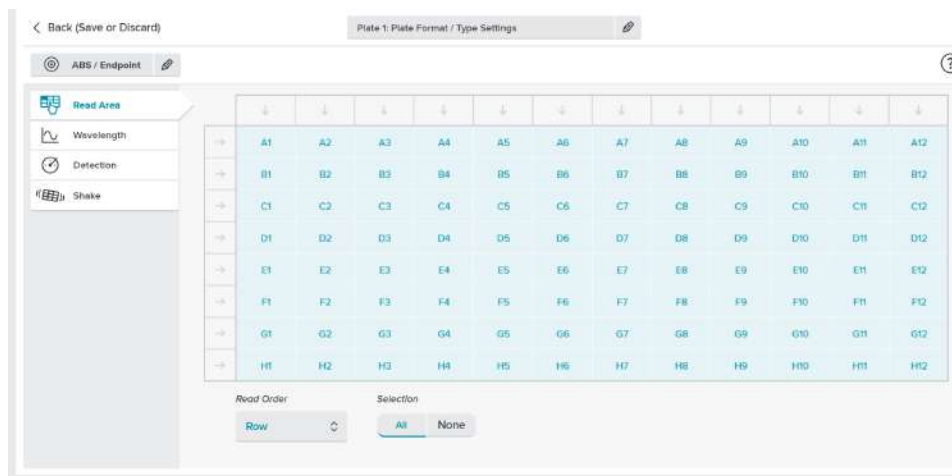 Back (Save or Discard)
Plate 1: Plate Format / Type Settings
ABS / Endpoint
?
Read Area
Wavelength
Detection
Shake
A1 A2 A3 A4 A5 A6 A7 A8 A9 A10 A11 A12
B1 B2 B3 B4 B5 B6 B7 B8 B9 B10 B11 B12
C1 C2 C3 C4 C5 C6 C7 C8 C9 C10 C11 C12
D1 D2 D3 D4 D5 D6 D7 D8 D9 D10 D11 D12
E1 E2 E3 E4 E5 E6 E7 E8 E9 E10 E11 E12
F1 F2 F3 F4 F5 F6 F7 F8 F9 F10 F11 F12
G1 G2 G3 G4 G5 G6 G7 G8 G9 G10 G11 G12
H1 H2 H3 H4 H5 H6 H7 H8 H9 H10 H11 H12
Read Order Selection
Row All None